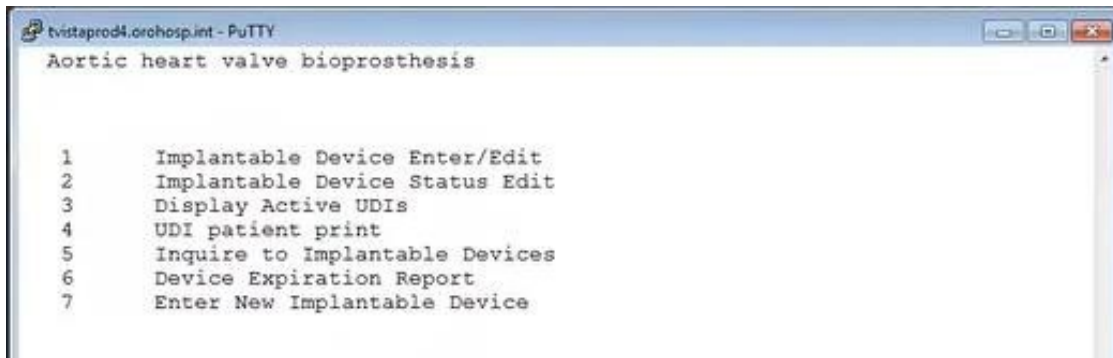 tvistaprod4.orohosp.int - PuTTY
Aortic heart valve bioprosthesis
1 Implantable Device Enter/Edit
2 Implantable Device Status Edit
3 Display Active UDIs
4 UDI patient print
5 Inquire to Implantable Devices
6 Device Expiration Report
7 Enter New Implantable Device